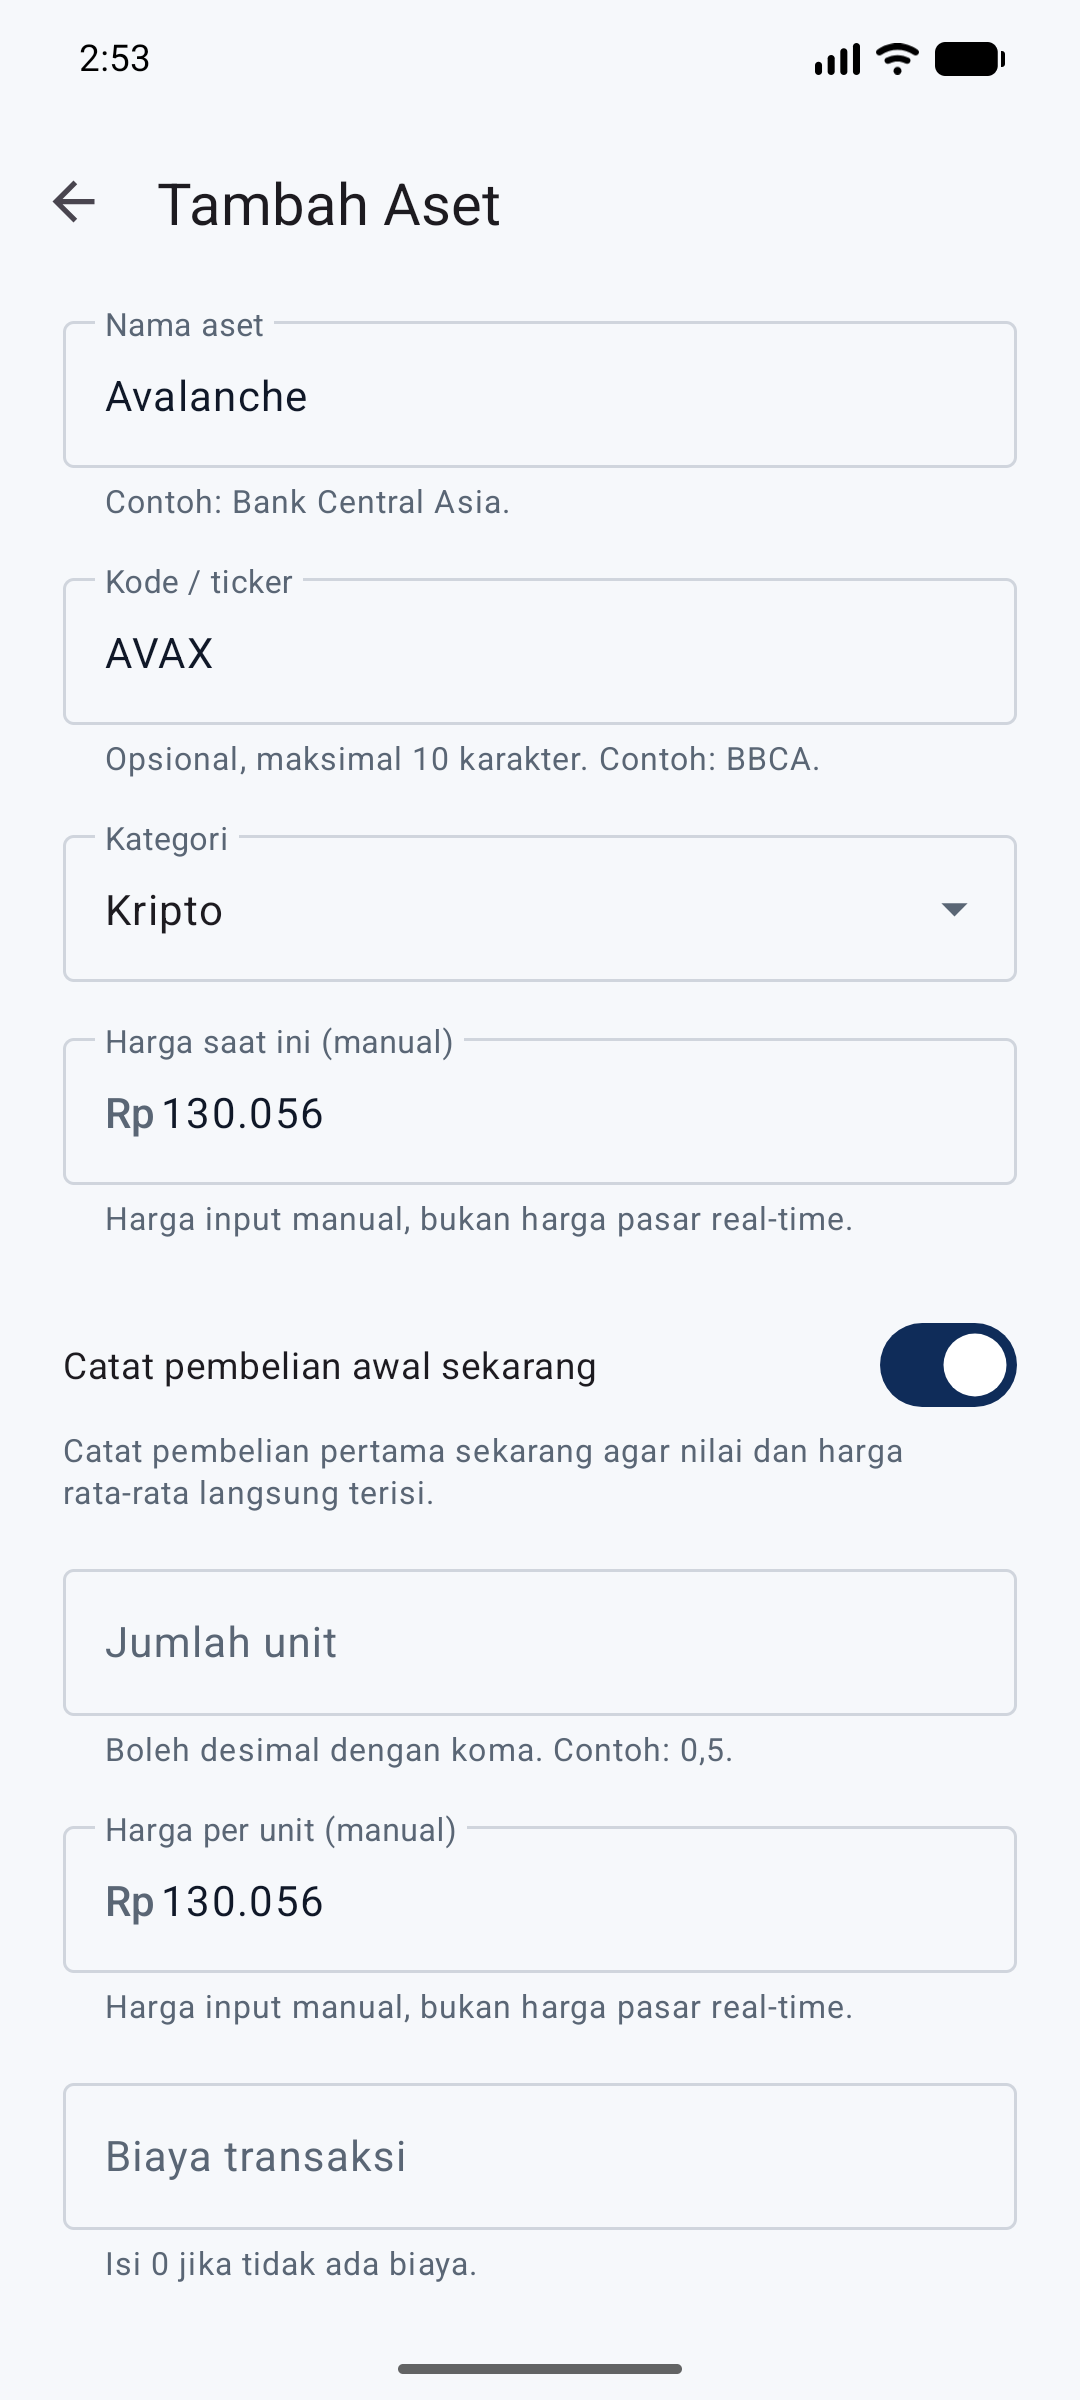 2:53
Tambah Aset
Nama aset
Avalanche
Contoh: Bank Central Asia.
Kode / ticker
AVAX
Opsional, maksimal 10 karakter. Contoh: BBCA.
Kategori
Kripto
Harga saat ini (manual)
Rp 130.056
Harga input manual, bukan harga pasar real-time.
Catat pembelian awal sekarang
Catat pembelian pertama sekarang agar nilai dan harga
rata-rata langsung terisi.
Jumlah unit
Boleh desimal dengan koma. Contoh: 0,5.
Harga per unit (manual)
Rp 130.056
Harga input manual, bukan harga pasar real-time.
Biaya transaksi
Isi 0 jika tidak ada biaya.